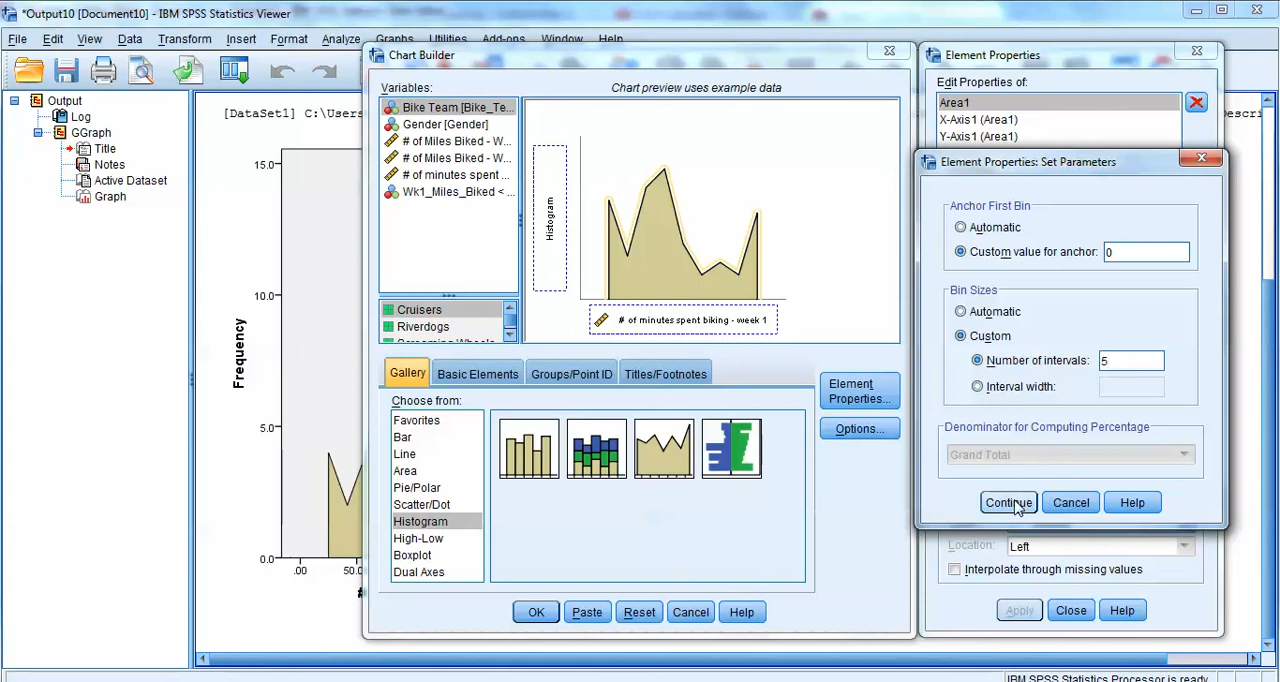 *Output10 [Document10] - IBM SPSS Statistics Viewer
File Edit View Data Transform Insert Format Analyze Graphs Utilities Add-ons Window Help
Output
Log
GGraph
Title
Notes
Active Dataset
Graph
[DataSet1] C:\Users
15.0
10.0
5.0
0.0
Frequency
.00 50.0
Chart Builder
Variables:
Chart preview uses example data
Bike Team [Bike_Te...
Gender [Gender]
# of Miles Biked - W...
# of Miles Biked - W...
# of minutes spent ...
Wk1_Miles_Biked < ...
Cruisers
Riverdogs
Screaming Wheels
Histogram
# of minutes spent biking - week 1
Gallery Basic Elements Groups/Point ID Titles/Footnotes
Choose from:
Favorites
Bar
Line
Area
Pie/Polar
Scatter/Dot
Histogram
High-Low
Boxplot
Dual Axes
Element
Properties...
Options...
OK Paste Reset Cancel Help
Element Properties
Edit Properties of:
Area1
X-Axis1 (Area1)
Y-Axis1 (Area1)
Element Properties: Set Parameters
Anchor First Bin
Automatic
Custom value for anchor: 0
Bin Sizes
Automatic
Custom
Number of intervals: 5
Interval width:
Denominator for Computing Percentage
Grand Total
Continue Cancel Help
Location: Left
Interpolate through missing values
Apply Close Help
IBM SPSS Statistics Processor is ready